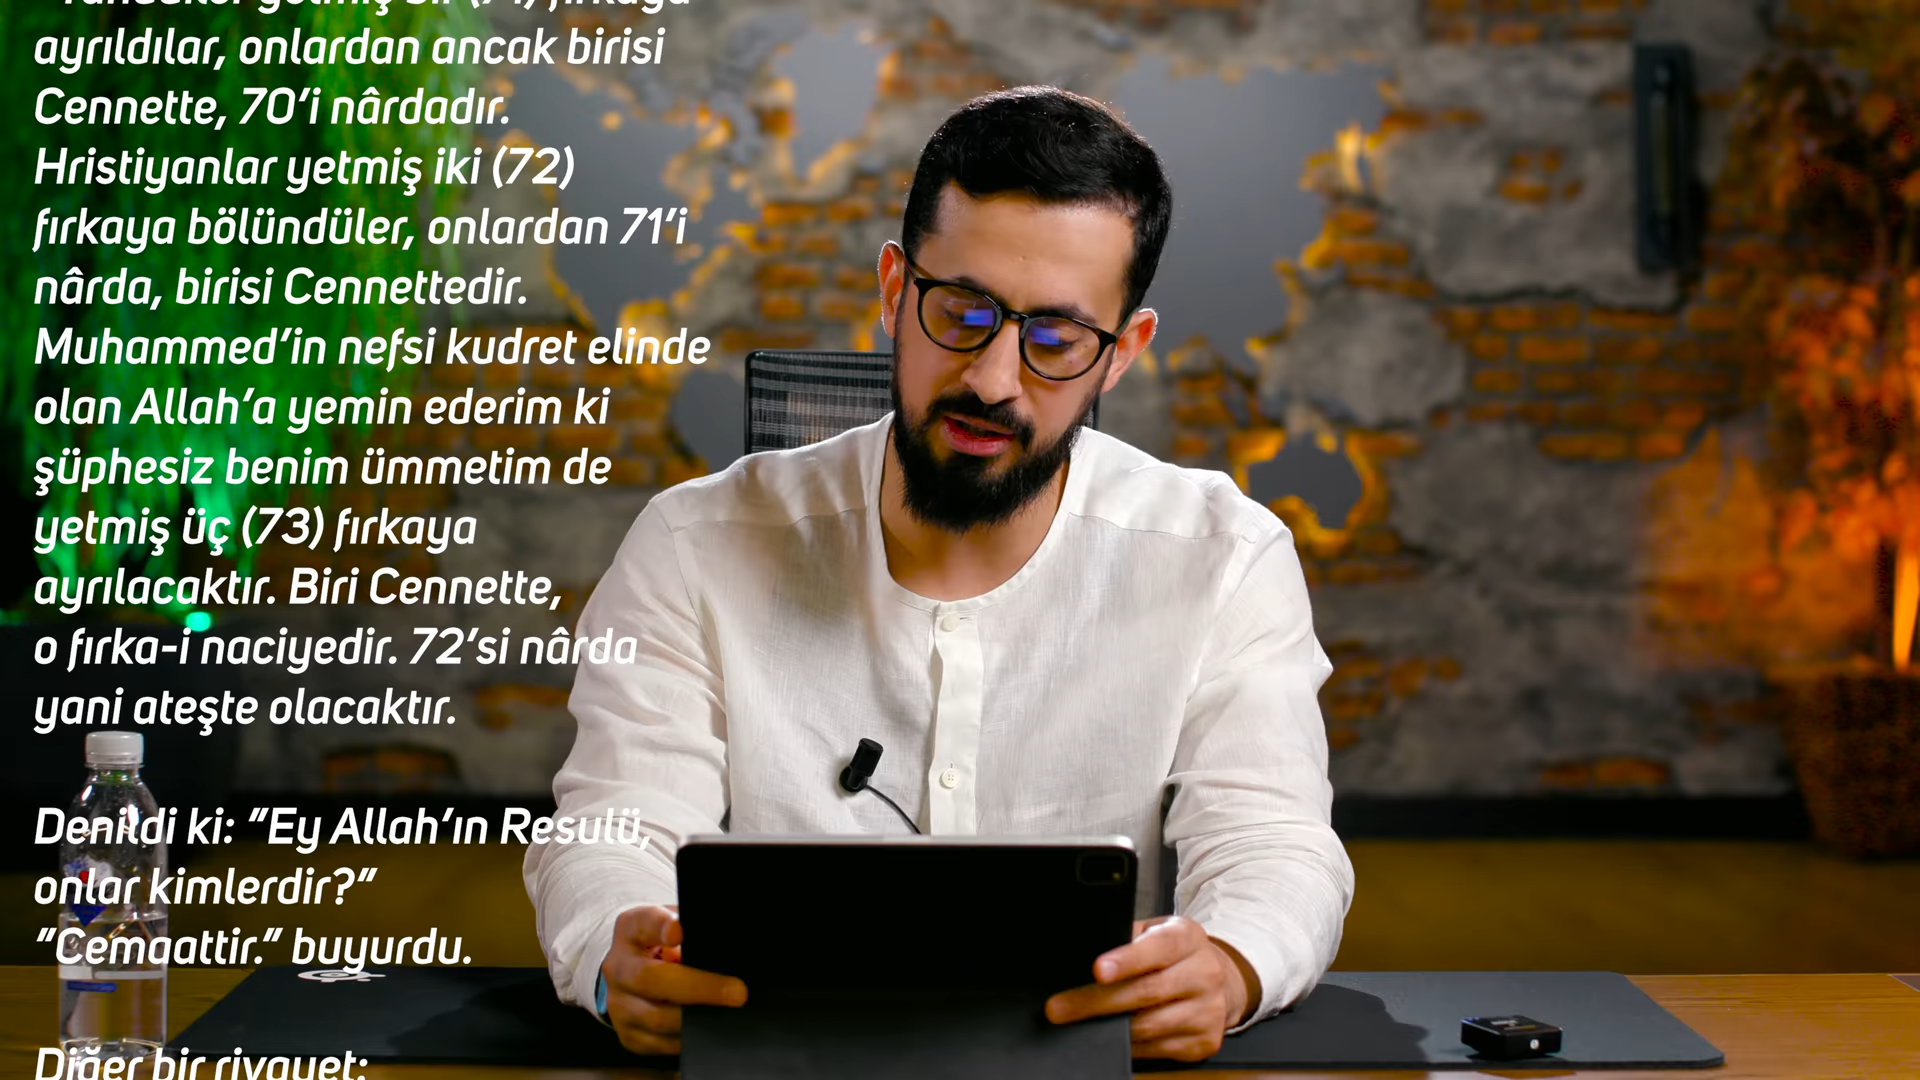 ayrıldılar, onlardan ancak birisi
Cennette, 70'i nârdadır.
Hristiyanlar yetmiş iki (72)
fırkaya bölündüler, onlardan 71'i
nârda, birisi Cennettedir.
Muhammed'in nefsi kudret elinde
olan Allah'a yemin ederim ki
şüphesiz benim ümmetim de
yetmiş üç (73) fırkaya
ayrılacaktır. Biri Cennette,
o fırka-i naciyedir. 72'si nârda
yani ateşte olacaktır.
Denildi ki: "Ey Allah'ın Resulü,
onlar kimlerdir?"
"Cemaattir." buyurdu.
Diğer bir rivayet: